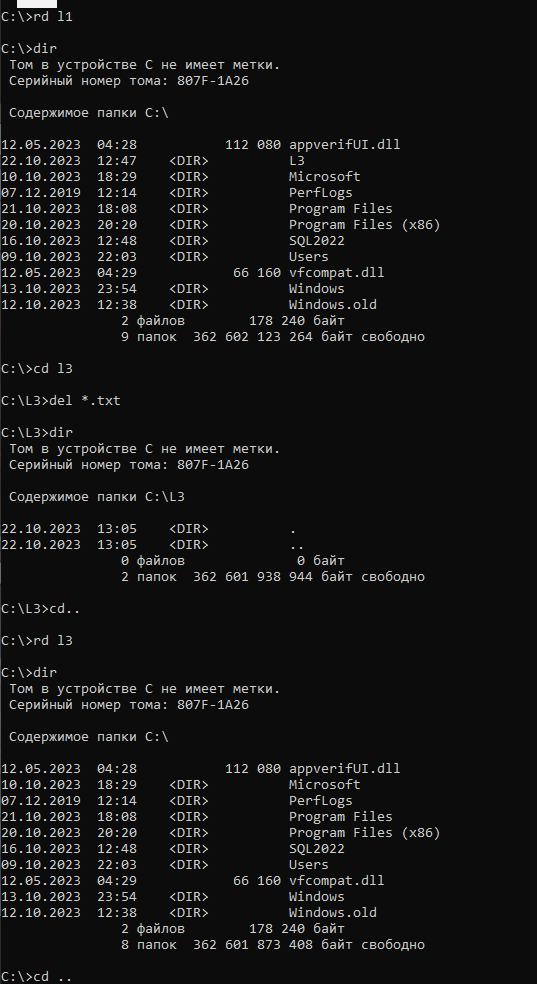 C:\>rd l1
C:\>dir
Том в устройстве C не имеет метки.
Серийный номер тома: 807F-1A26
Содержимое папки C:\
12.05.2023  04:28           112 080 appverifUI.dll
22.10.2023  12:47    <DIR>          L3
10.10.2023  18:29    <DIR>          Microsoft
07.12.2019  12:14    <DIR>          PerfLogs
21.10.2023  18:08    <DIR>          Program Files
20.10.2023  20:20    <DIR>          Program Files (x86)
16.10.2023  12:48    <DIR>          SQL2022
09.10.2023  22:03    <DIR>          Users
12.05.2023  04:29            66 160 vfcompat.dll
13.10.2023  23:54    <DIR>          Windows
12.10.2023  12:38    <DIR>          Windows.old
2 файлов        178 240 байт
9 папок  362 602 123 264 байт свободно
C:\>cd l3
C:\L3>del *.txt
C:\L3>dir
Том в устройстве C не имеет метки.
Серийный номер тома: 807F-1A26
Содержимое папки C:\L3
22.10.2023  13:05    <DIR>          .
22.10.2023  13:05    <DIR>          ..
0 файлов              0 байт
2 папок  362 601 938 944 байт свободно
C:\L3>cd..
C:\>rd l3
C:\>dir
Том в устройстве C не имеет метки.
Серийный номер тома: 807F-1A26
Содержимое папки C:\
12.05.2023  04:28           112 080 appverifUI.dll
10.10.2023  18:29    <DIR>          Microsoft
07.12.2019  12:14    <DIR>          PerfLogs
21.10.2023  18:08    <DIR>          Program Files
20.10.2023  20:20    <DIR>          Program Files (x86)
16.10.2023  12:48    <DIR>          SQL2022
09.10.2023  22:03    <DIR>          Users
12.05.2023  04:29            66 160 vfcompat.dll
13.10.2023  23:54    <DIR>          Windows
12.10.2023  12:38    <DIR>          Windows.old
2 файлов        178 240 байт
8 папок  362 601 873 408 байт свободно
C:\>cd ..